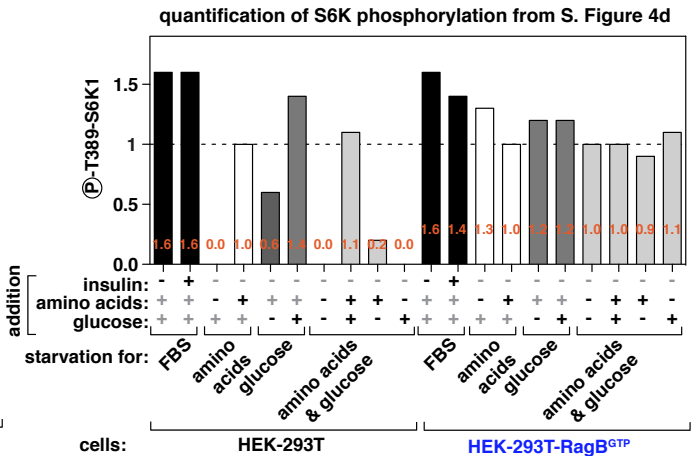 quantification of S6K phosphorylation from S. Figure 4d
Ⓟ-T389-S6K1
1.5
1
0.5
0.0
1.6 1.6 0.0 1.0 0.6 1.4 0.0 1.1 0.2 0.0 1.6 1.4 1.3 1.0 1.2 1.2 1.0 1.0 0.9 1.1
addition
insulin: - + - - - - - - - - - + - - - - - - - -
amino acids: + + - + + + - + + - + + - + + + - + + -
glucose: + + + + - + - + - + + + + + - + - + - +
starvation for: FBS amino acids glucose amino acids & glucose FBS amino acids glucose amino acids & glucose
cells: HEK-293T HEK-293T-RagBGTP